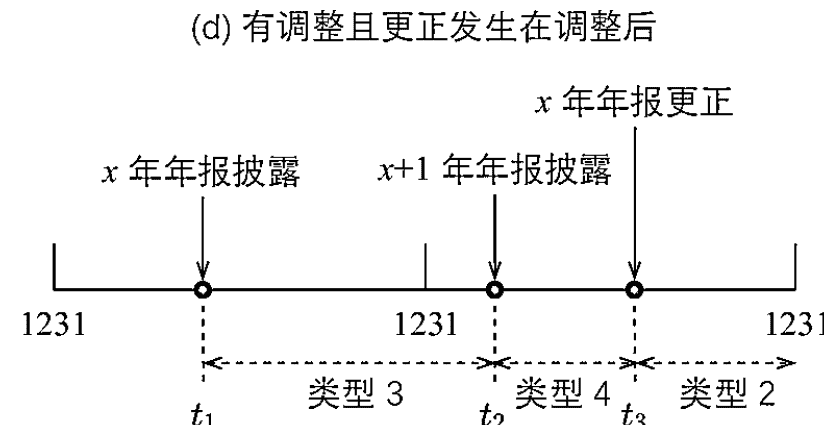 (d) 有调整且更正发生在调整后
x 年年报更正
x 年年报披露
x+1 年年报披露
1231
1231
1231
类型 3
类型 4
类型 2
t1
t2
t3